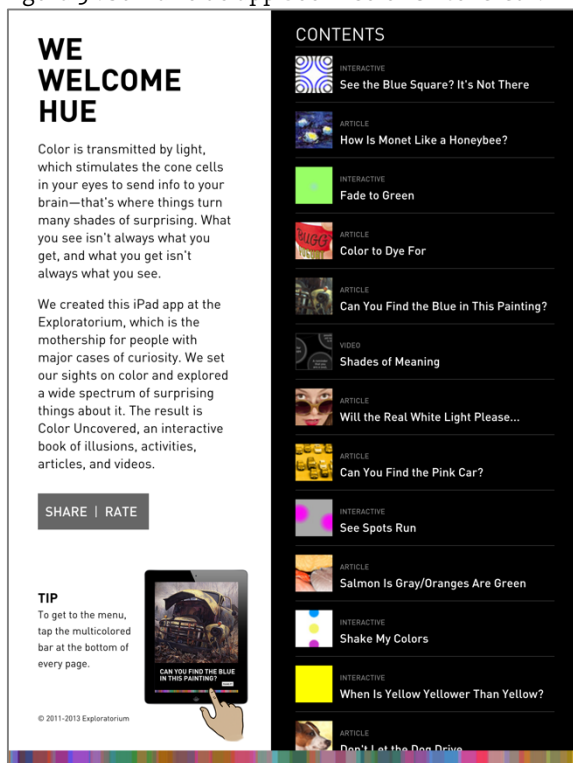 WE
WELCOME
HUE
Color is transmitted by light,
which stimulates the cone cells
in your eyes to send info to your
brain—that's where things turn
many shades of surprising. What
you see isn't always what you
get, and what you get isn't
always what you see.
We created this iPad app at the
Exploratorium, which is the
mothership for people with
major cases of curiosity. We set
our sights on color and explored
a wide spectrum of surprising
things about it. The result is
Color Uncovered, an interactive
book of illusions, activities,
articles, and videos.
SHARE | RATE
TIP
To get to the menu,
tap the multicolored
bar at the bottom of
every page.
CAN YOU FIND THE BLUE
IN THIS PAINTING?
© 2011-2013 Exploratorium
CONTENTS
INTERACTIVE
See the Blue Square? It's Not There
ARTICLE
How Is Monet Like a Honeybee?
INTERACTIVE
Fade to Green
ARTICLE
Color to Dye For
ARTICLE
Can You Find the Blue in This Painting?
VIDEO
Shades of Meaning
ARTICLE
Will the Real White Light Please...
ARTICLE
Can You Find the Pink Car?
INTERACTIVE
See Spots Run
ARTICLE
Salmon Is Gray/Oranges Are Green
INTERACTIVE
Shake My Colors
INTERACTIVE
When Is Yellow Yellower Than Yellow?
ARTICLE
Don't Let the Dog Drive